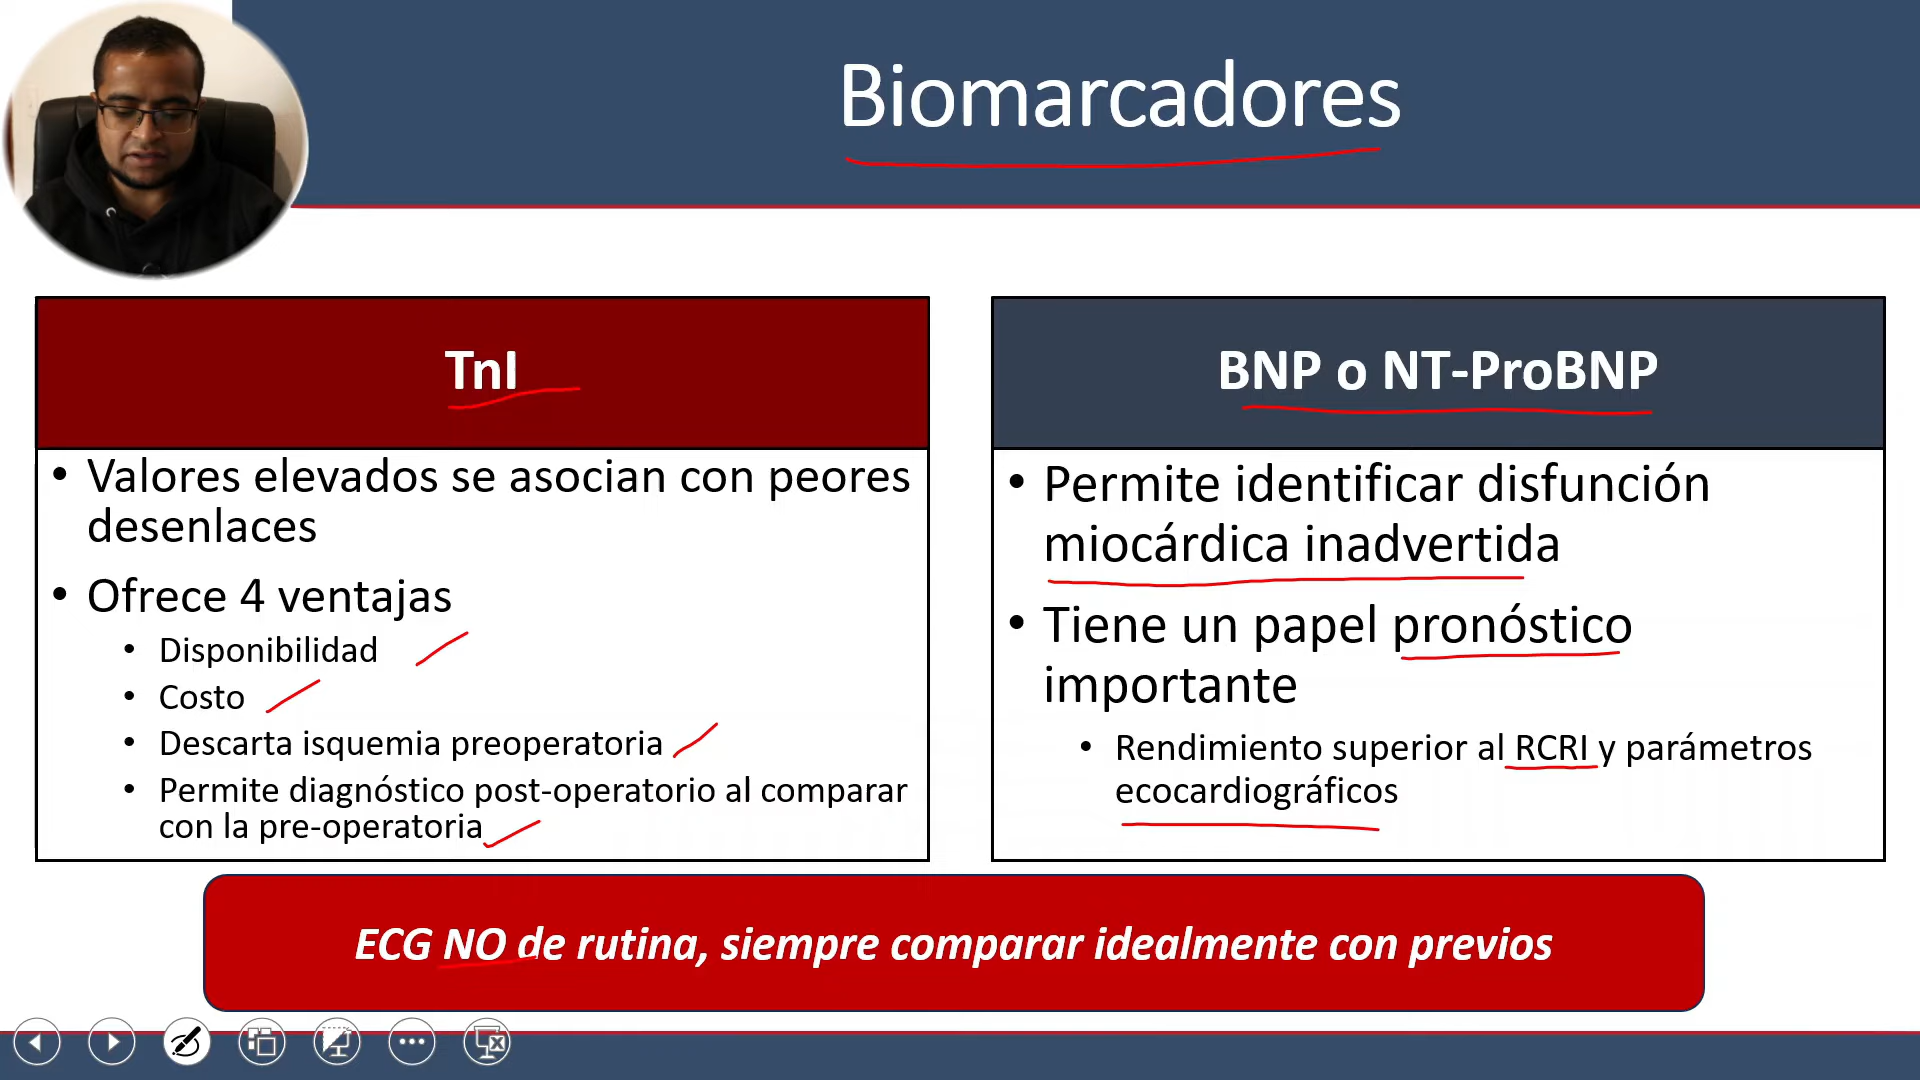 Biomarcadores
TnI
• Valores elevados se asocian con peores
desenlaces
• Ofrece 4 ventajas
• Disponibilidad
• Costo
• Descarta isquemia preoperatoria
• Permite diagnóstico post-operatorio al comparar
con la pre-operatoria
BNP o NT-ProBNP
• Permite identificar disfunción
miocárdica inadvertida
• Tiene un papel pronóstico
importante
• Rendimiento superior al RCRI y parámetros
ecocardiográficos
ECG NO de rutina, siempre comparar idealmente con previos